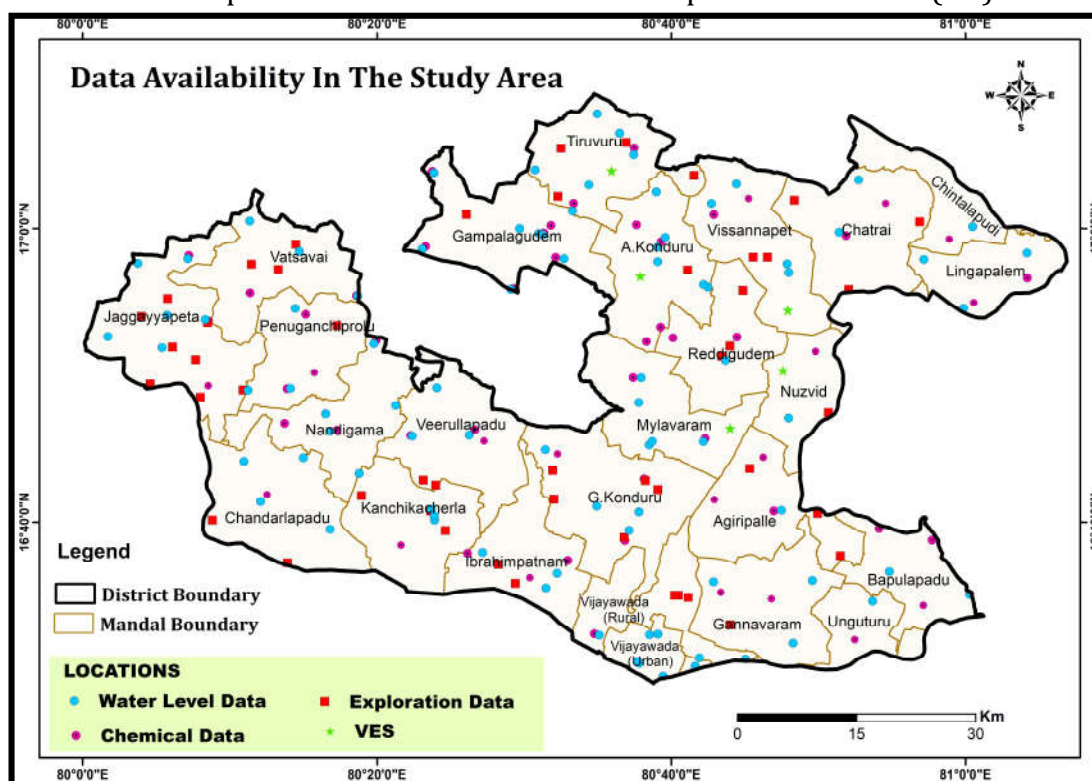 80°0'0"E 80°20'0"E 80°40'0"E 81°0'0"E
Data Availability In The Study Area
N
W E
S
Tiruvuru
Chintalapudi
17°0'0"N
Gampalagudem
A.Konduru
Vissannapet
Chatrai
Vatsavai
Lingapalem
Jaggayyapeta
Penuganchiprolu
Reddigudem
Nuzvid
Nandigama
Veerullapadu
Mylavaram
Chandarlapadu
Kanchikacherla
G.Konduru
Agiripalle
16°40'0"N
Ibrahimpatnam
Bapulapadu
Vijayawada
(Rural)
Gannavaram
Unguturu
Vijayawada
(Urban)
Legend
District Boundary
Mandal Boundary
LOCATIONS
Water Level Data
Exploration Data
Chemical Data
VES
Km
0 15 30
80°0'0"E 80°20'0"E 80°40'0"E 81°0'0"E